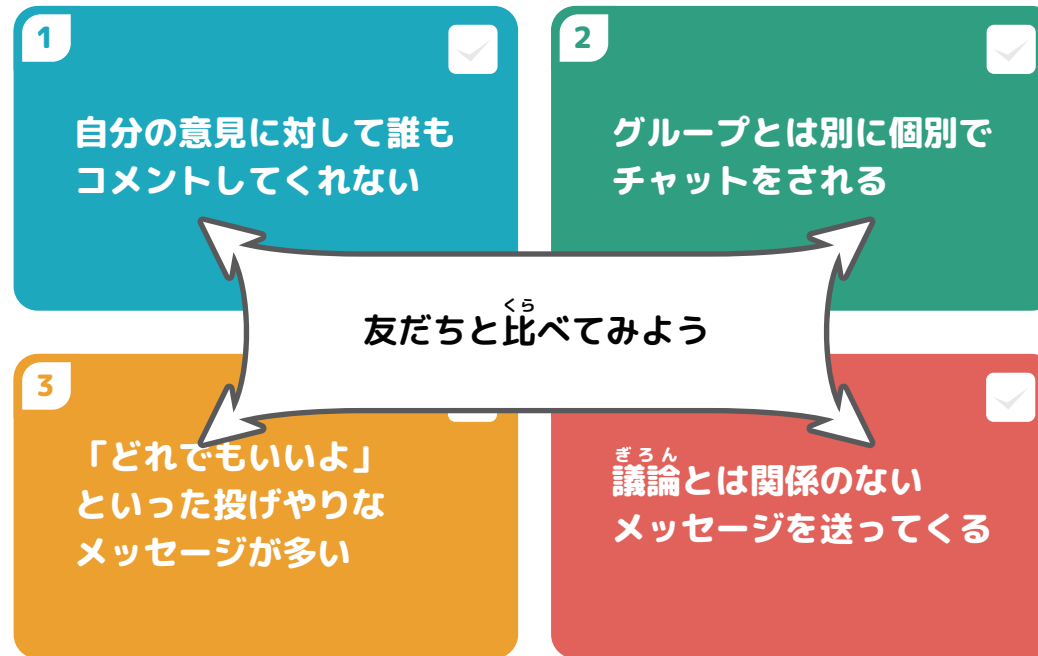 1
自分の意見に対して誰も
コメントしてくれない
2
グループとは別に個別で
チャットをされる
くら
友だちと比べてみよう
3
「どれでもいいよ」
といった投げやりな
メッセージが多い
ぎろん
議論とは関係のない
メッセージを送ってくる